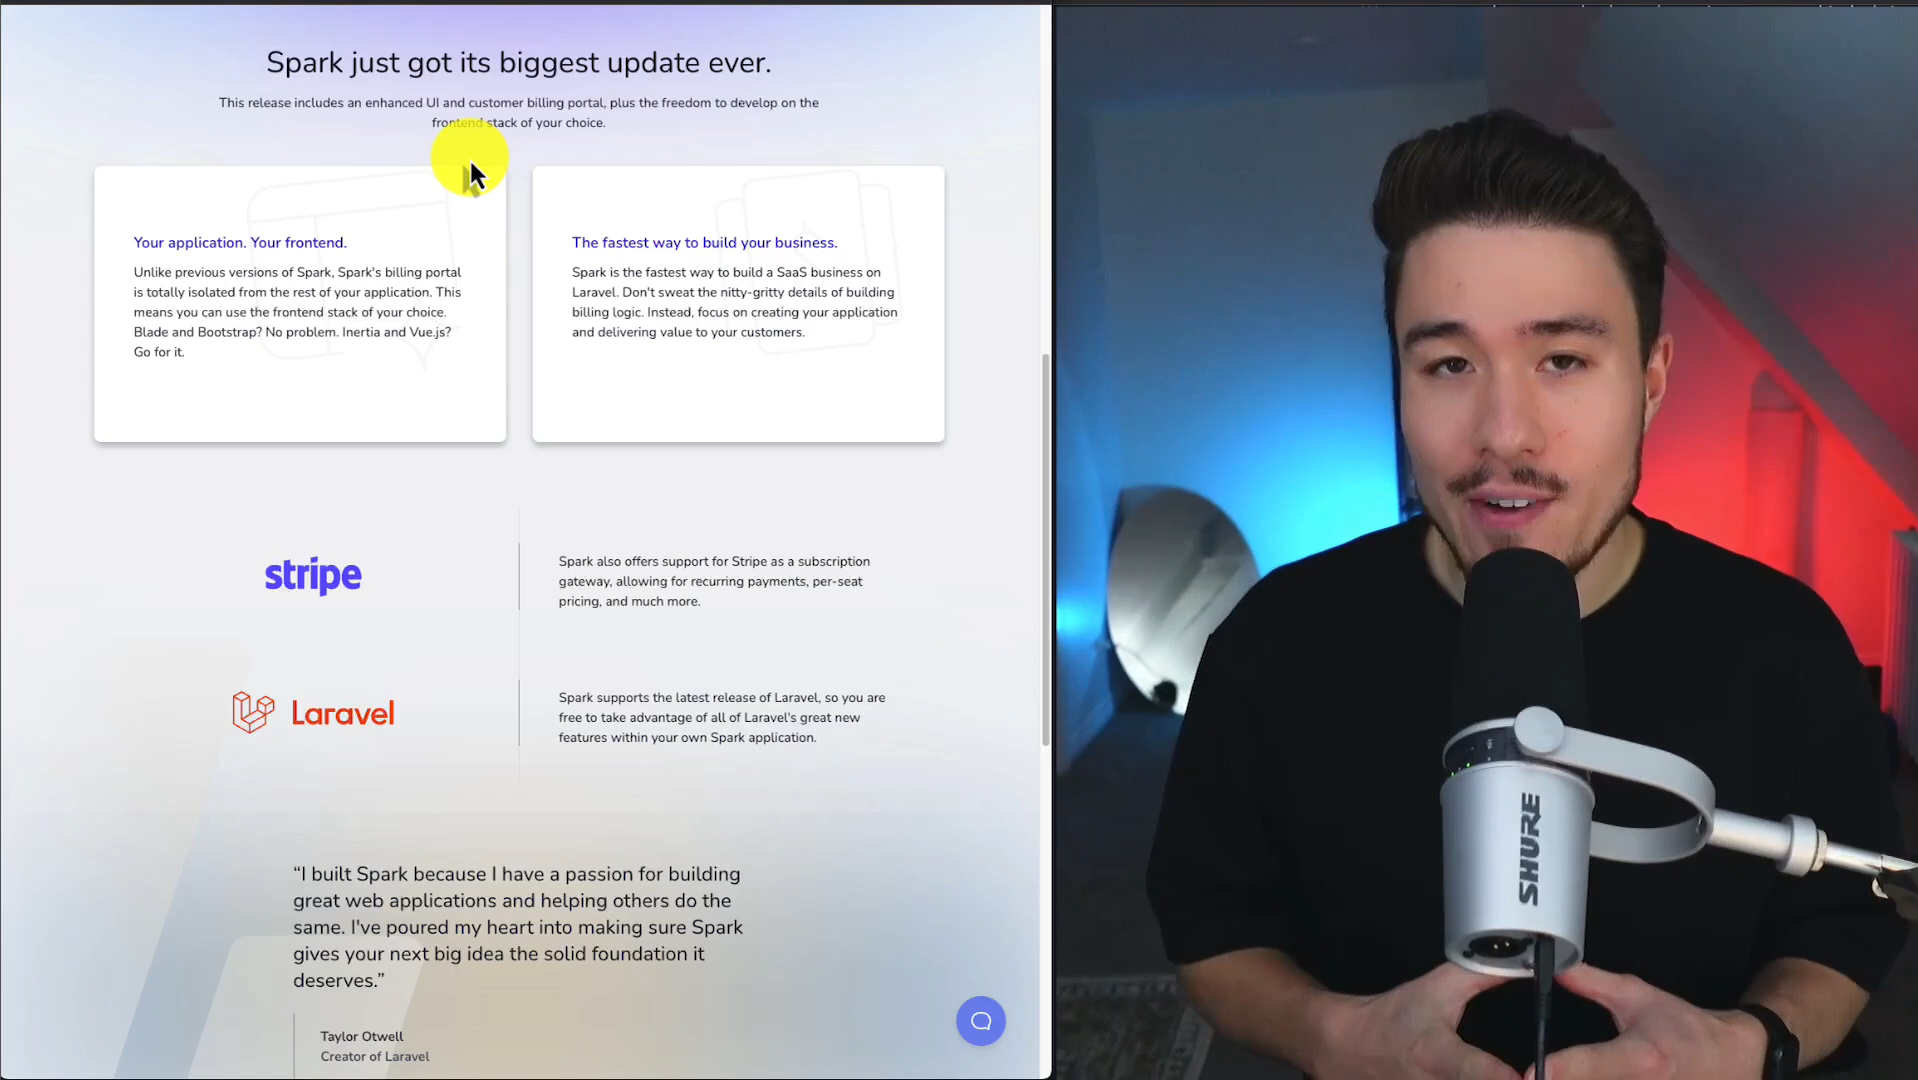 Spark just got its biggest update ever.
This release includes an enhanced UI and customer billing portal, plus the freedom to develop on the
frontend stack of your choice.
Your application. Your frontend.
Unlike previous versions of Spark, Spark's billing portal
is totally isolated from the rest of your application. This
means you can use the frontend stack of your choice.
Blade and Bootstrap? No problem. Inertia and Vue.js?
Go for it.
The fastest way to build your business.
Spark is the fastest way to build a SaaS business on
Laravel. Don't sweat the nitty-gritty details of building
billing logic. Instead, focus on creating your application
and delivering value to your customers.
stripe
Spark also offers support for Stripe as a subscription
gateway, allowing for recurring payments, per-seat
pricing, and much more.
Laravel
Spark supports the latest release of Laravel, so you are
free to take advantage of all of Laravel's great new
features within your own Spark application.
“I built Spark because I have a passion for building
great web applications and helping others do the
same. I've poured my heart into making sure Spark
gives your next big idea the solid foundation it
deserves.”
Taylor Otwell
Creator of Laravel
SHURE